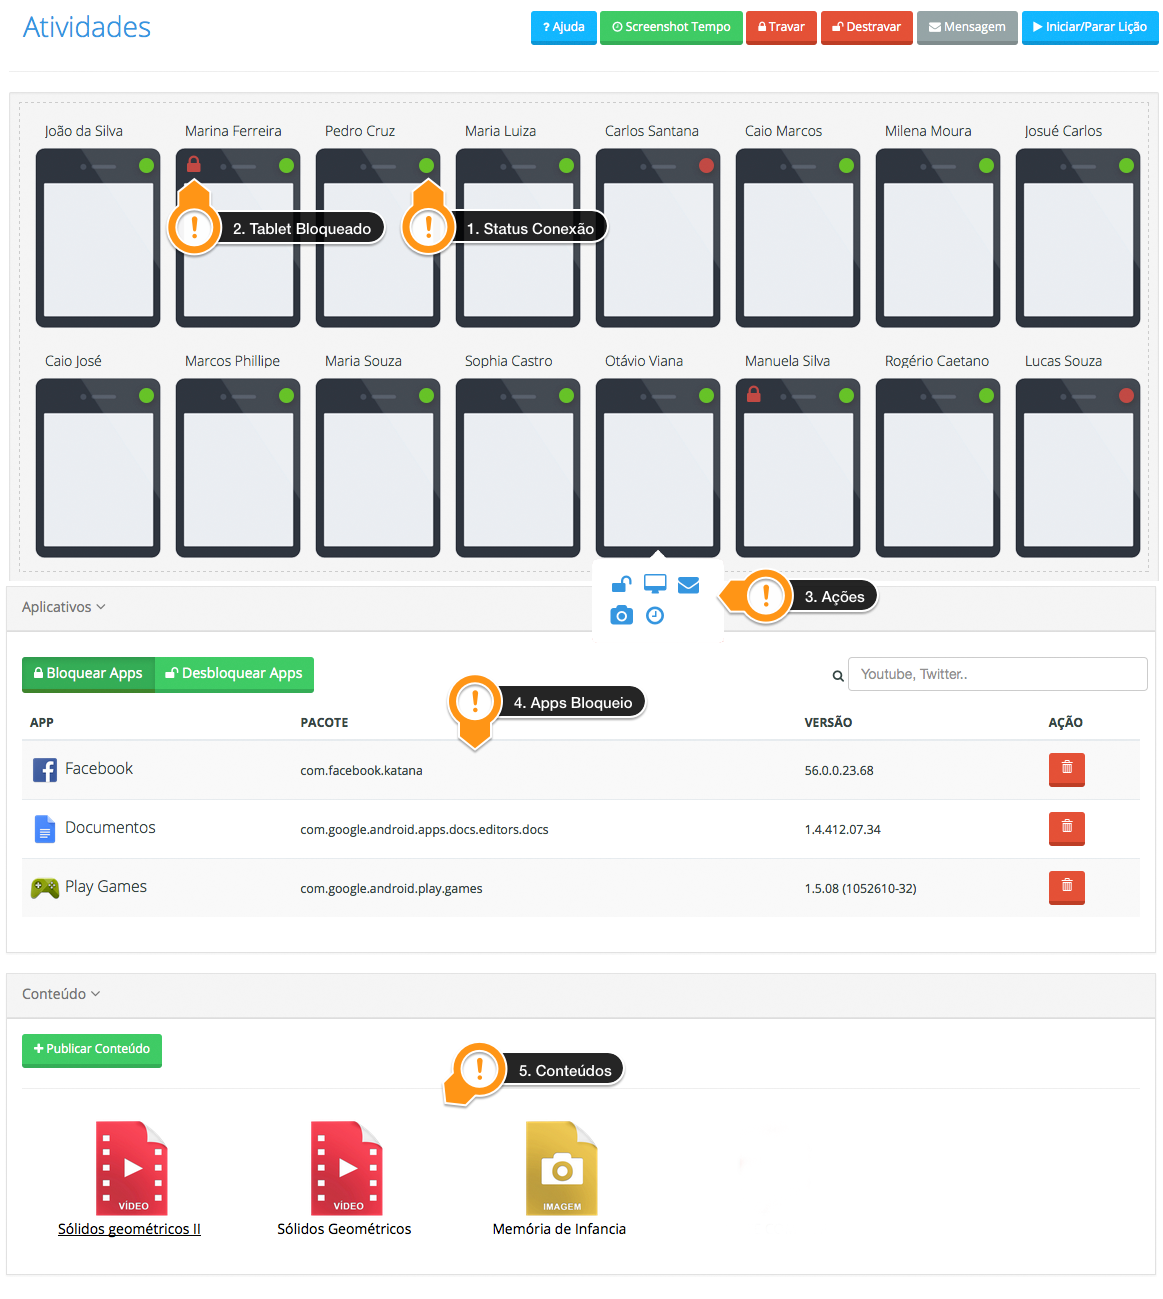 Atividades
? Ajuda
Screenshot Tempo
Travar
Destravar
Mensagem
Iniciar/Parar Lição
João da Silva
Marina Ferreira
Pedro Cruz
Maria Luiza
Carlos Santana
Caio Marcos
Milena Moura
Josué Carlos
! 2. Tablet Bloqueado
! 1. Status Conexão
Caio José
Marcos Phillipe
Maria Souza
Sophia Castro
Otávio Viana
Manuela Silva
Rogério Caetano
Lucas Souza
! 3. Ações
Aplicativos
Bloquear Apps
Desbloquear Apps
Youtube, Twitter..
! 4. Apps Bloqueio
APP PACOTE VERSÃO AÇÃO
Facebook com.facebook.katana 56.0.0.23.68
Documentos com.google.android.apps.docs.editors.docs 1.4.412.07.34
Play Games com.google.android.play.games 1.5.08 (1052610-32)
Conteúdo
+ Publicar Conteúdo
! 5. Conteúdos
VÍDEO
VÍDEO
IMAGEM
Sólidos geométricos II
Sólidos Geométricos
Memória de Infancia